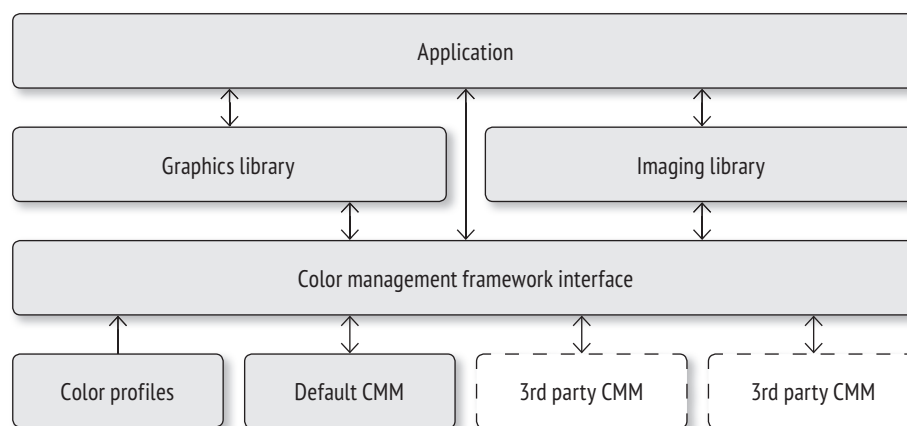 Application
Graphics library
Imaging library
Color management framework interface
Color profiles
Default CMM
3rd party CMM
3rd party CMM